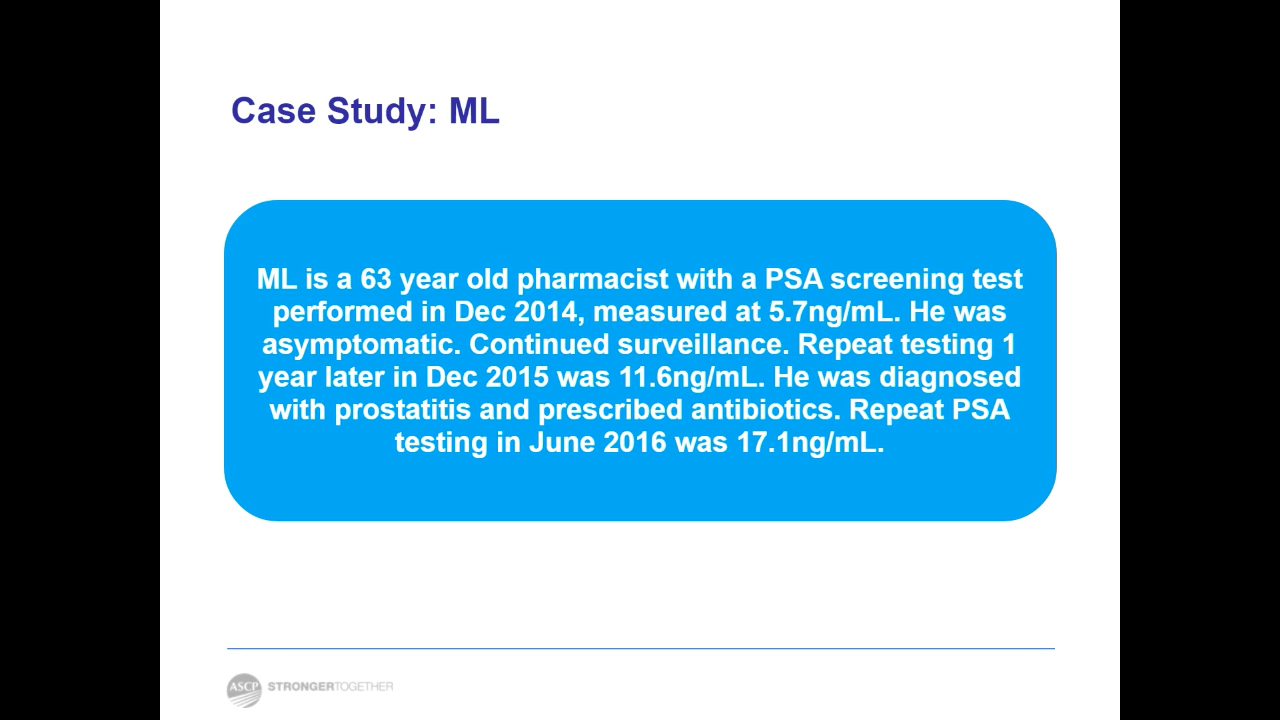 Case Study: ML
ML is a 63 year old pharmacist with a PSA screening test
performed in Dec 2014, measured at 5.7ng/mL. He was
asymptomatic. Continued surveillance. Repeat testing 1
year later in Dec 2015 was 11.6ng/mL. He was diagnosed
with prostatitis and prescribed antibiotics. Repeat PSA
testing in June 2016 was 17.1ng/mL.
ASCP STRONGERTOGETHER